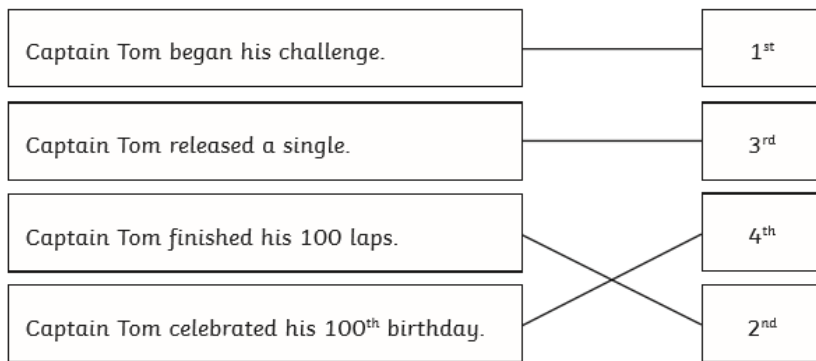 Captain Tom began his challenge. 1st
Captain Tom released a single. 3rd
Captain Tom finished his 100 laps. 4th
Captain Tom celebrated his 100th birthday. 2nd